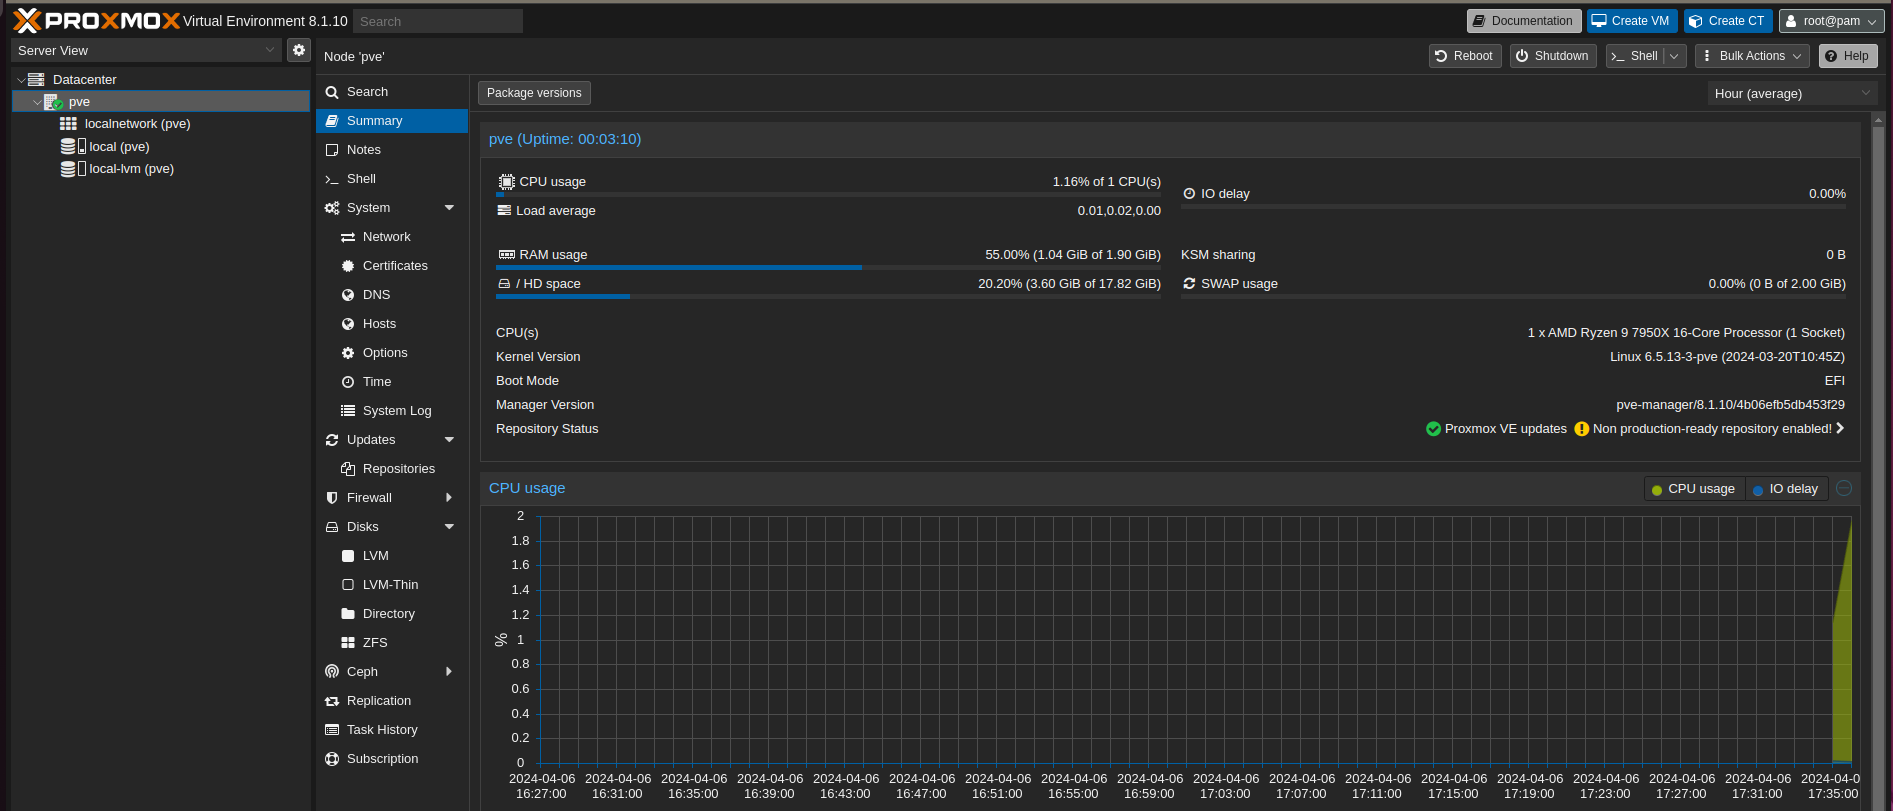 PROXMOX Virtual Environment 8.1.10 Search
Documentation Create VM Create CT root@pam
Server View
Datacenter
pve
localnetwork (pve)
local (pve)
local-lvm (pve)
Node 'pve'
Reboot Shutdown Shell Bulk Actions Help
Search
Summary
Notes
Shell
System
Network
Certificates
DNS
Hosts
Options
Time
System Log
Updates
Repositories
Firewall
Disks
LVM
LVM-Thin
Directory
ZFS
Ceph
Replication
Task History
Subscription
Package versions
Hour (average)
pve (Uptime: 00:03:10)
CPU usage 1.16% of 1 CPU(s)
IO delay 0.00%
Load average 0.01,0.02,0.00
RAM usage 55.00% (1.04 GiB of 1.90 GiB)
KSM sharing 0 B
/ HD space 20.20% (3.60 GiB of 17.82 GiB)
SWAP usage 0.00% (0 B of 2.00 GiB)
CPU(s) 1 x AMD Ryzen 9 7950X 16-Core Processor (1 Socket)
Kernel Version Linux 6.5.13-3-pve (2024-03-20T10:45Z)
Boot Mode EFI
Manager Version pve-manager/8.1.10/4b06efb5db453f29
Repository Status Proxmox VE updates Non production-ready repository enabled!
CPU usage
CPU usage IO delay
2
1.8
1.6
1.4
1.2
1
0.8
0.6
0.4
0.2
0
%
2024-04-06 2024-04-06 2024-04-06 2024-04-06 2024-04-06 2024-04-06 2024-04-06 2024-04-06 2024-04-06 2024-04-06 2024-04-06 2024-04-06 2024-04-06 2024-04-06 2024-04-06 2024-04-06 2024-04-06 2024-04-0
16:27:00 16:31:00 16:35:00 16:39:00 16:43:00 16:47:00 16:51:00 16:55:00 16:59:00 17:03:00 17:07:00 17:11:00 17:15:00 17:19:00 17:23:00 17:27:00 17:31:00 17:35:00